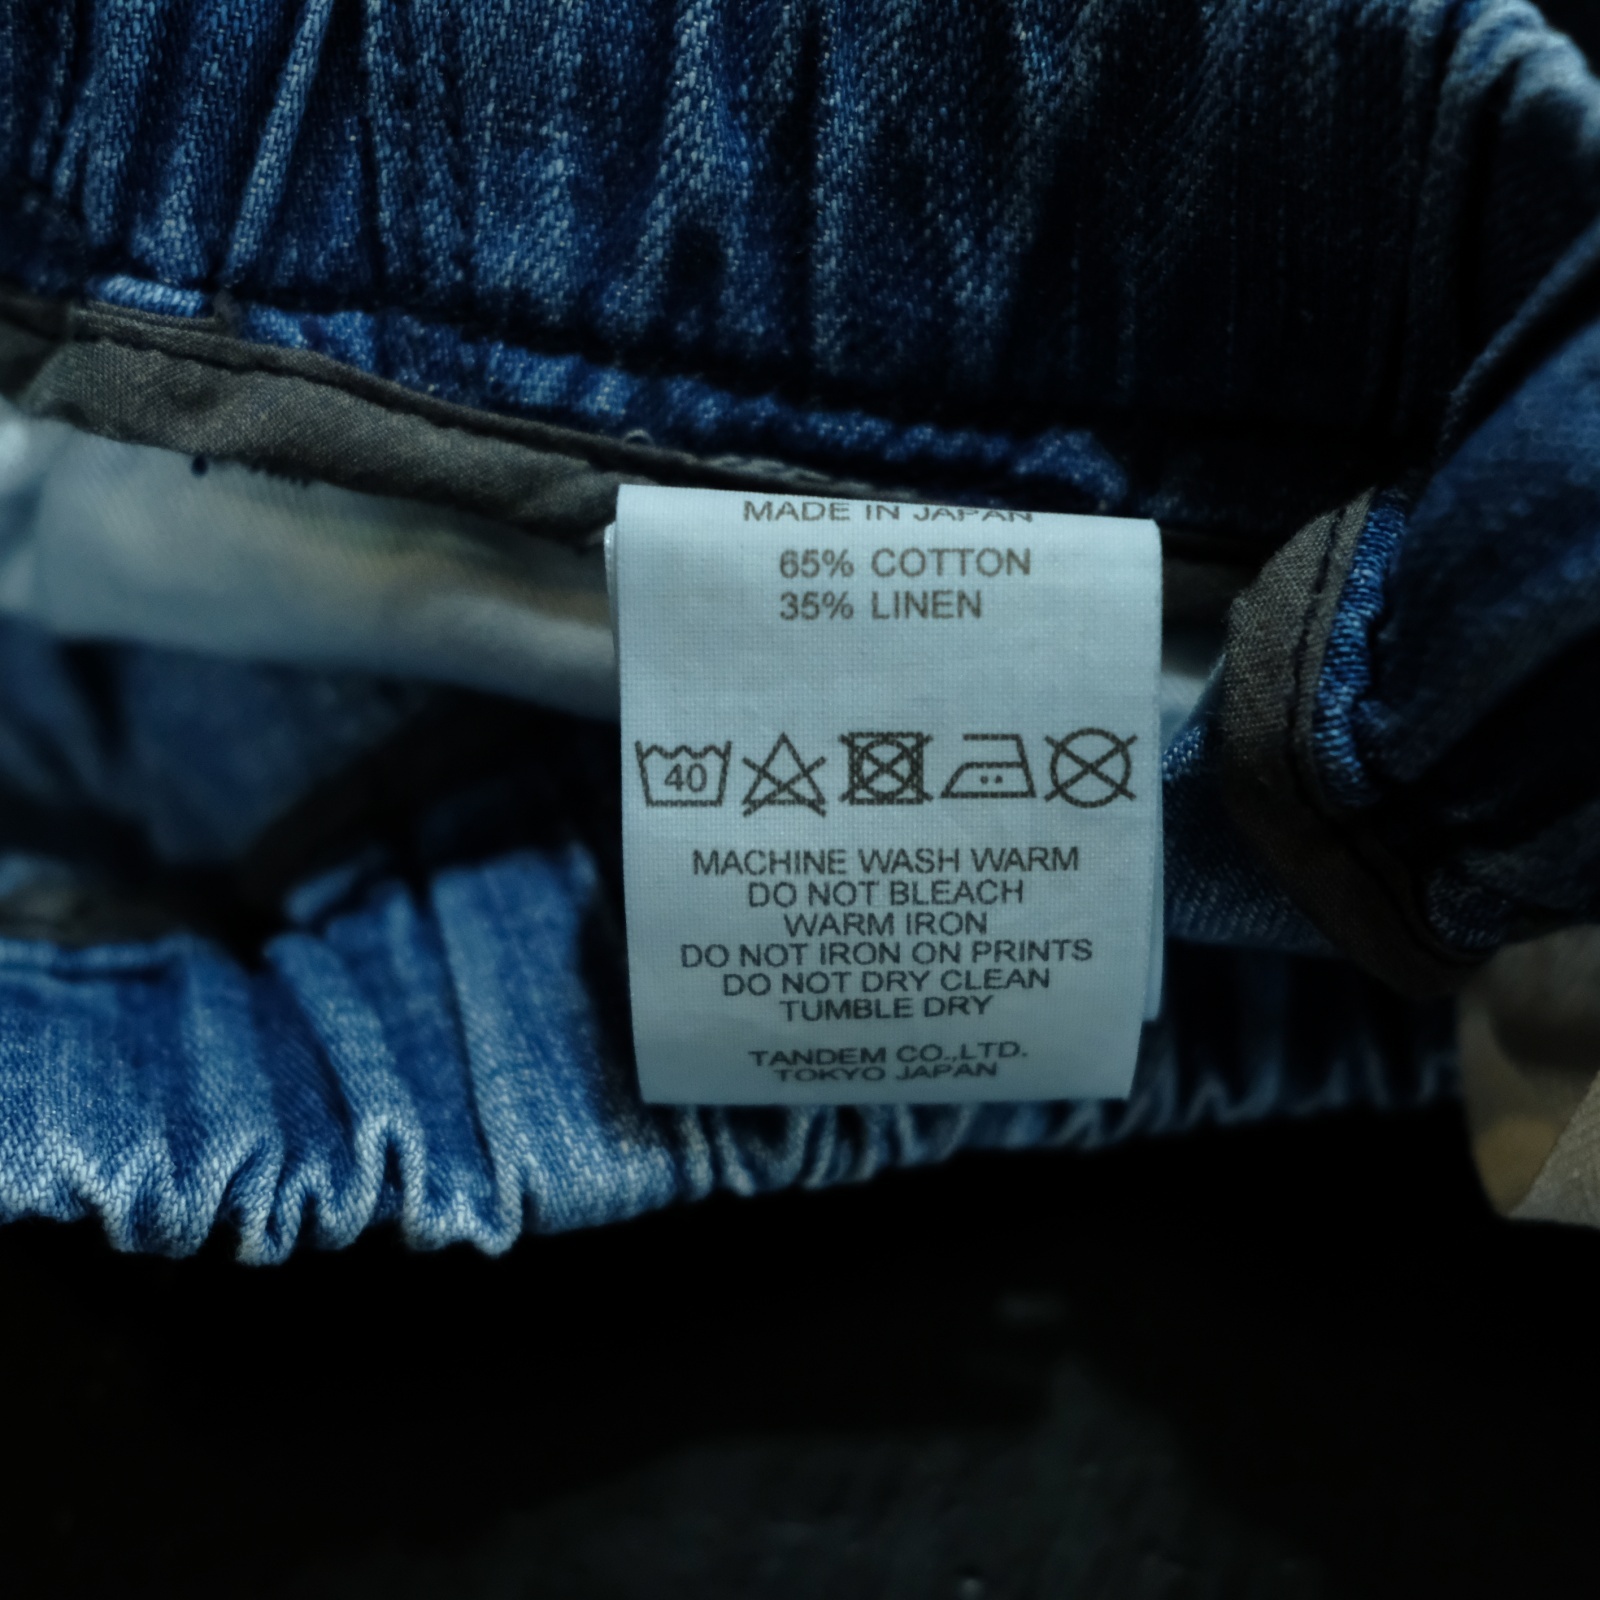 MADE IN JAPAN
65% COTTON
35% LINEN
40
MACHINE WASH WARM
DO NOT BLEACH
WARM IRON
DO NOT IRON ON PRINTS
DO NOT DRY CLEAN
TUMBLE DRY
TANDEM CO.,LTD.
TOKYO JAPAN